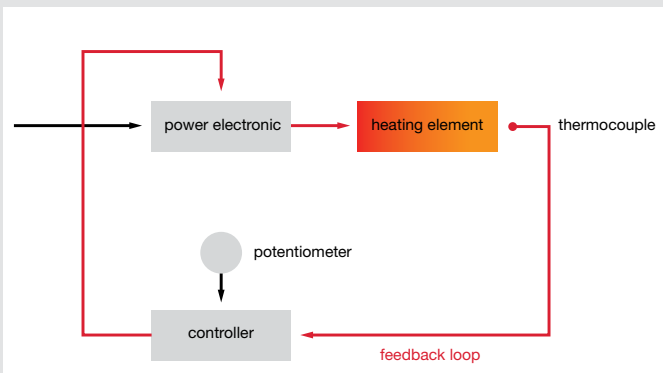 power electronic
heating element
thermocouple
potentiometer
controller
feedback loop